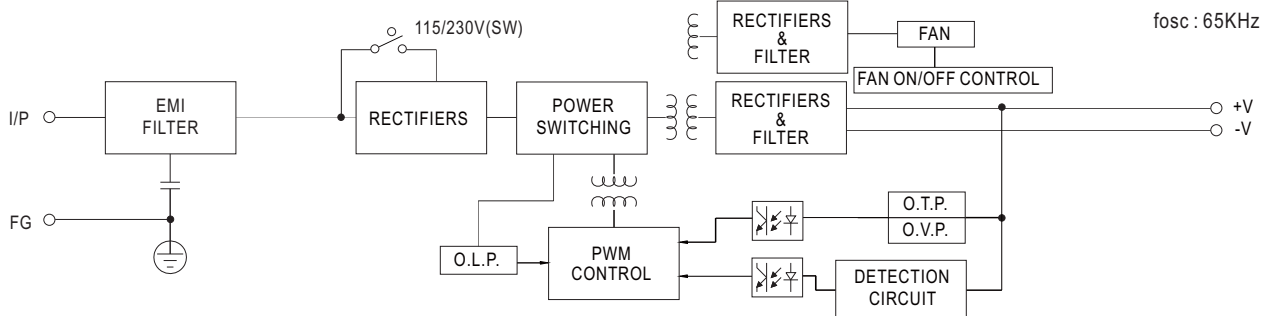 115/230V(SW)
RECTIFIERS
&
FILTER
FAN
FAN ON/OFF CONTROL
fosc : 65KHz
I/P
EMI
FILTER
RECTIFIERS
POWER
SWITCHING
RECTIFIERS
&
FILTER
+V
-V
FG
O.L.P.
PWM
CONTROL
O.T.P.
O.V.P.
DETECTION
CIRCUIT